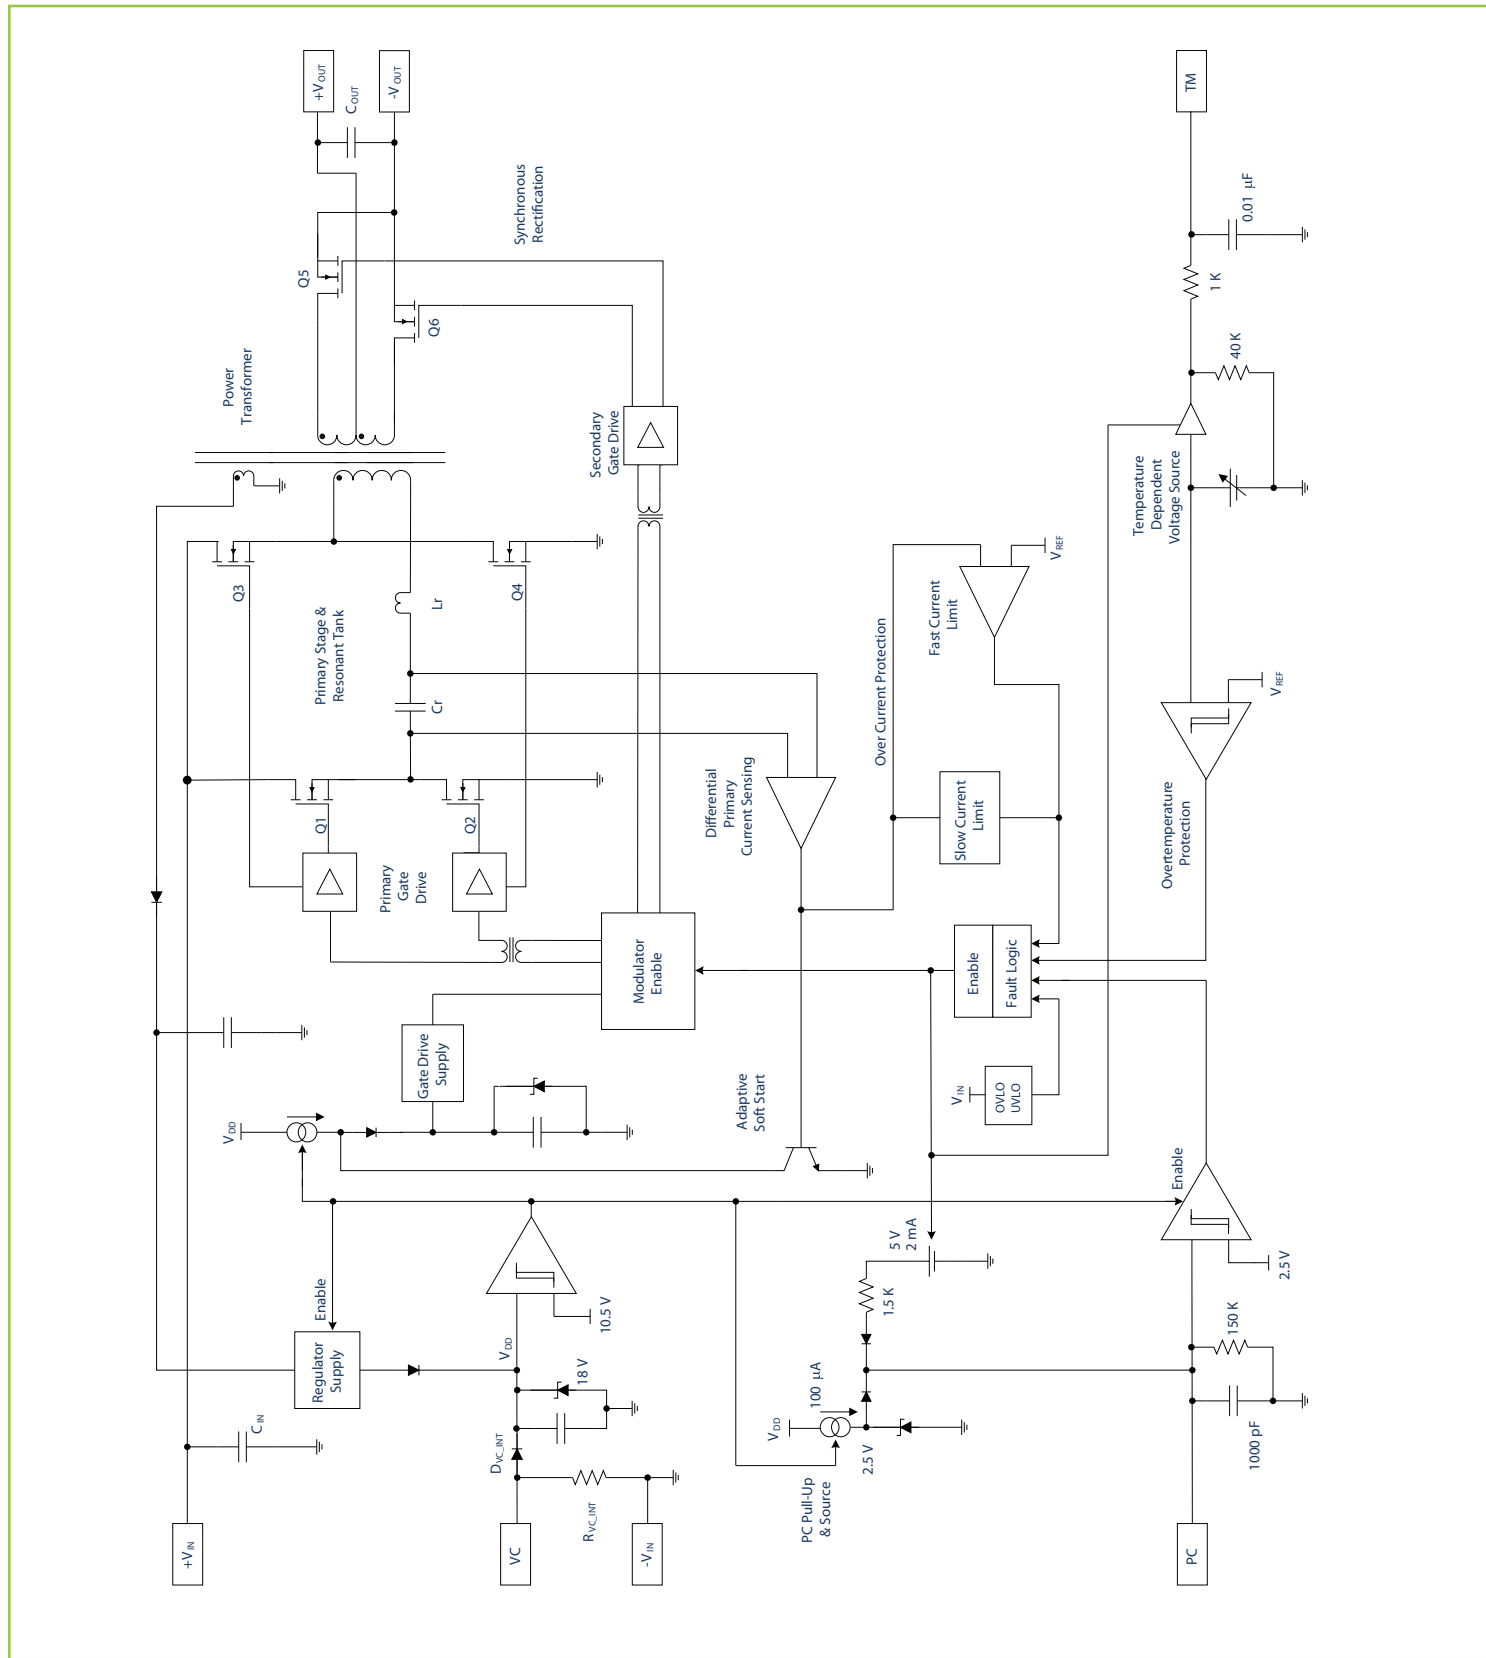 +VOUT
COUT
-VOUT
TM
Synchronous
Rectification
0.01 μF
Q5
1 K
Q6
Power
Transformer
40 K
Secondary
Gate Drive
Temperature
Dependent
Voltage Source
VREF
Q3
Q4
Lr
Primary Stage &
Resonant Tank
Fast Current
Limit
Cr
Over Current Protection
VREF
Differential
Primary
Current Sensing
Q1
Q2
Slow Current
Limit
Overtemperature
Protection
Primary
Gate
Drive
Modulator
Enable
Enable
Fault Logic
Gate Drive
Supply
Adaptive
Soft Start
VIN
OVLO
UVLO
VDD
Enable
Enable
5 V
2 mA
10.5 V
1.5 K
2.5 V
Regulator
Supply
VDD
18 V
150 K
100 μA
VDD
CIN
DVC_INT
2.5 V
1000 pF
RVC_INT
PC Pull-Up
& Source
+VIN
VC
-VIN
PC